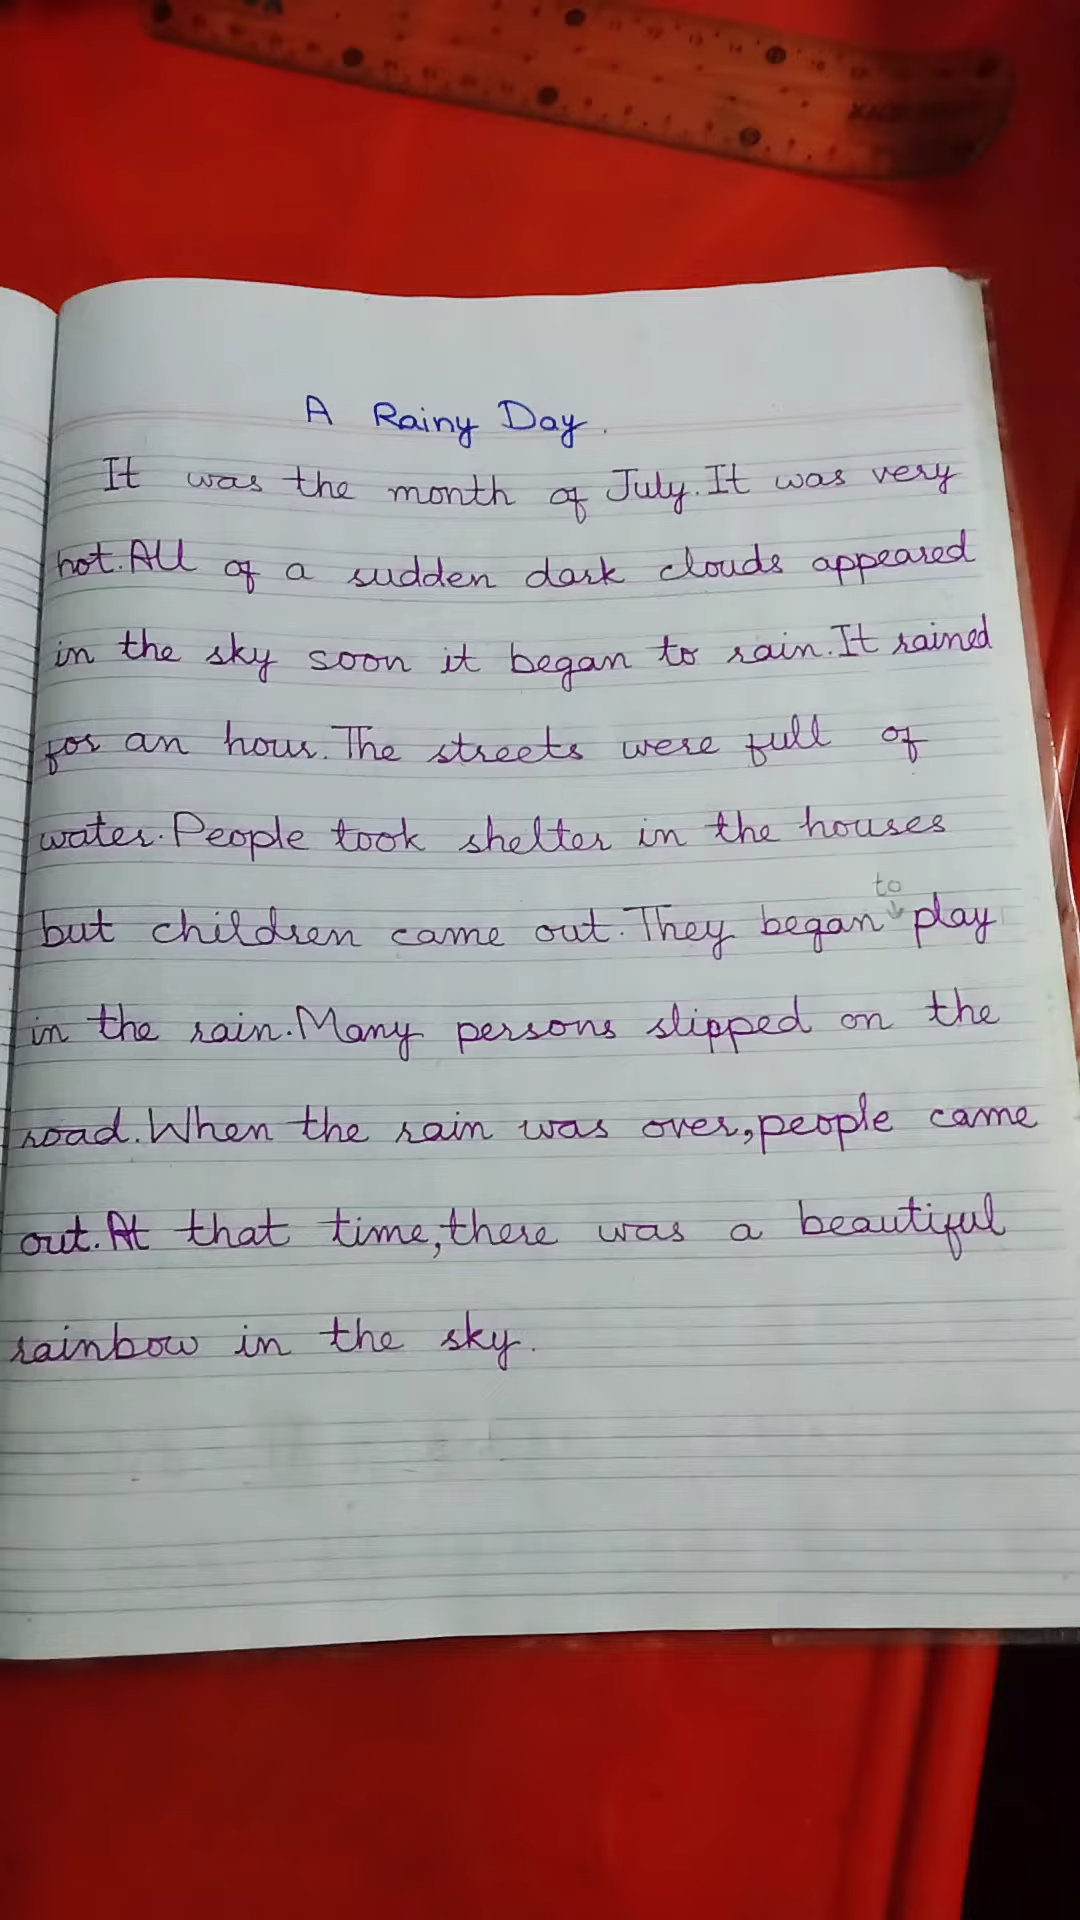 A Rainy Day.
It was the month of July. It was very
hot. All of a sudden dark clouds appeared
in the sky soon it began to rain. It rained
for an hour. The streets were full of
water. People took shelter in the houses
to
but children came out. They began play
in the rain. Many persons slipped on the
road. When the rain was over, people came
out. At that time, there was a beautiful
rainbow in the sky.